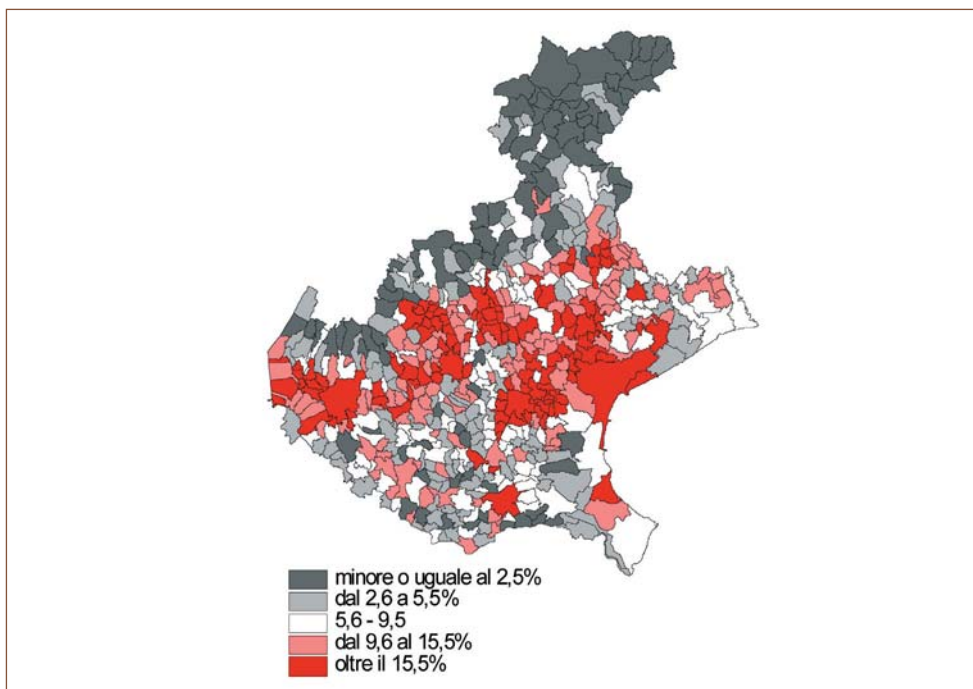 minore o uguale al 2,5%
dal 2,6 a 5,5%
5,6 - 9,5
dal 9,6 al 15,5%
oltre il 15,5%